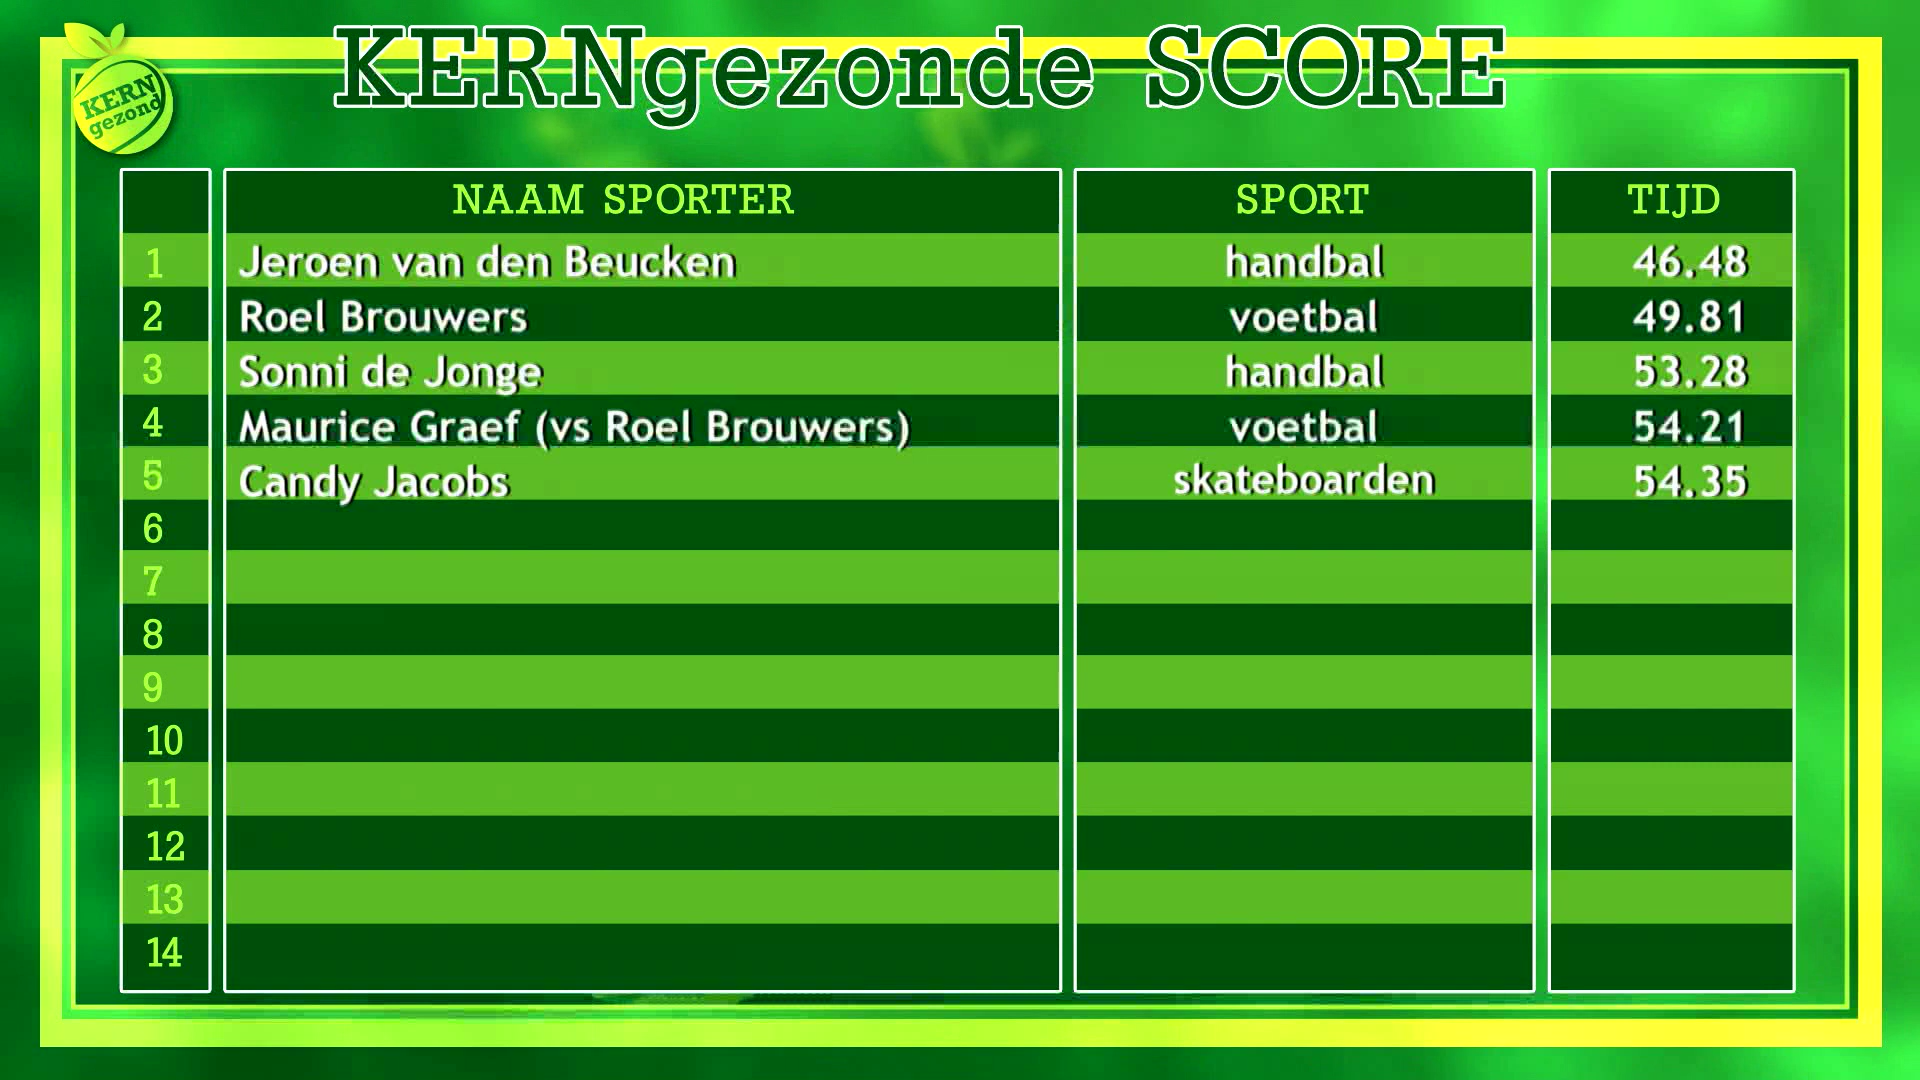 KERNgezonde SCORE
KERN
gezond
NAAM SPORTER SPORT TIJD
1 Jeroen van den Beucken handbal 46.48
2 Roel Brouwers voetbal 49.81
3 Sonni de Jonge handbal 53.28
4 Maurice Graef (vs Roel Brouwers) voetbal 54.21
5 Candy Jacobs skateboarden 54.35
6
7
8
9
10
11
12
13
14